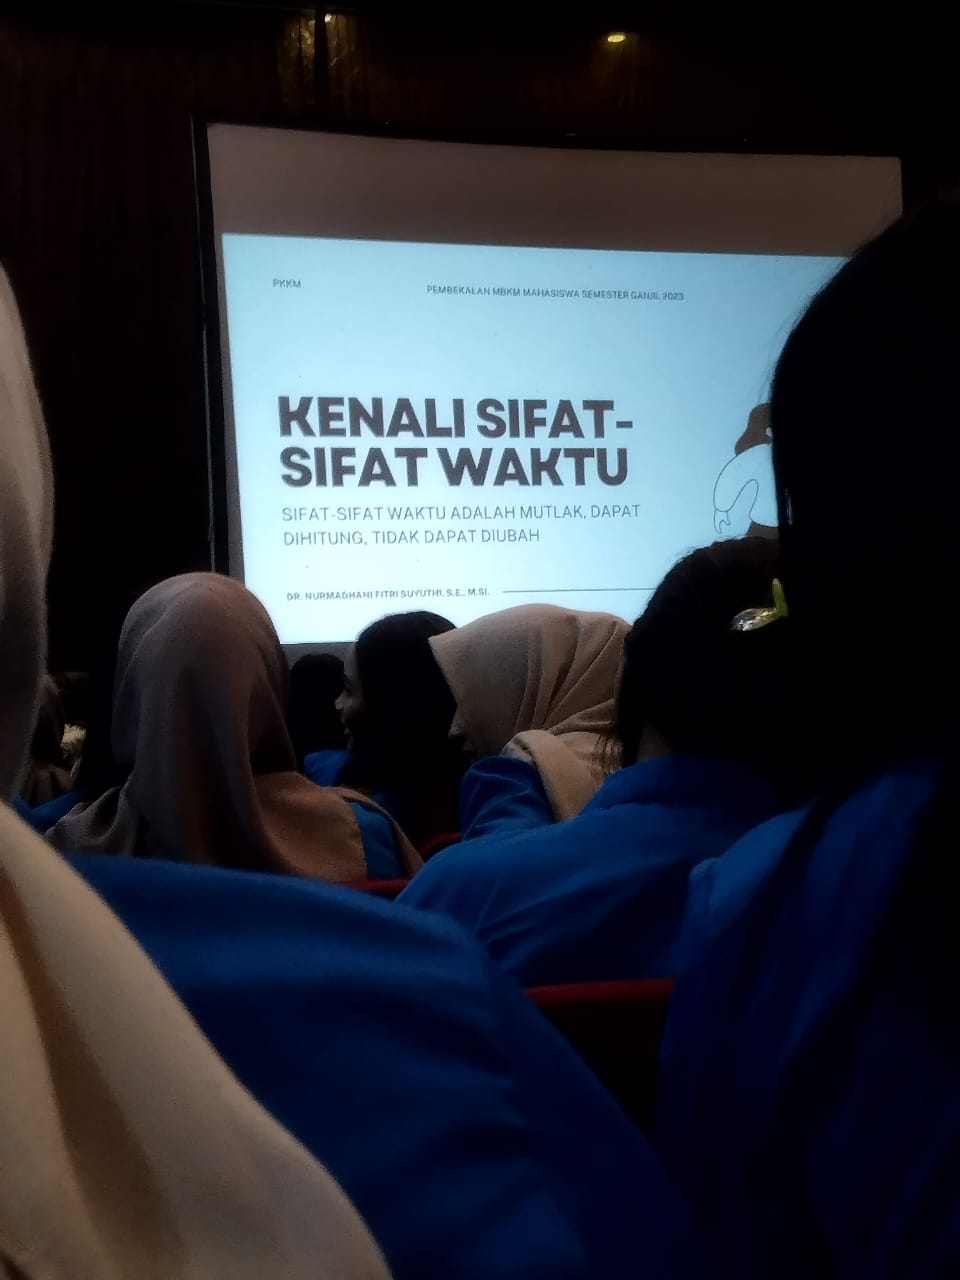 PKKM
PEMBEKALAN MBKM MAHASISWA SEMESTER GANJIL 2023
KENALI SIFAT-
SIFAT WAKTU
SIFAT-SIFAT WAKTU ADALAH MUTLAK, DAPAT
DIHITUNG, TIDAK DAPAT DIUBAH
DR. NURMADHANI FITRI SUYUTHI, S.E., M.SI.